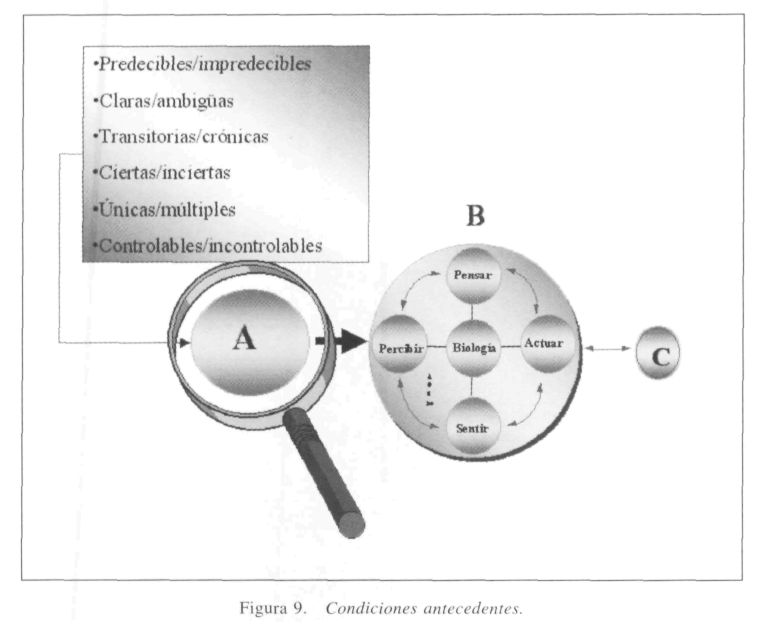 •Predecibles/impredecibles
•Claras/ambigüas
•Transitorias/crónicas
•Ciertas/inciertas
•Únicas/múltiples
•Controlables/incontrolables
B
Pensar
A
Percibir
Biología
Actuar
C
Sentir
Figura 9. Condiciones antecedentes.